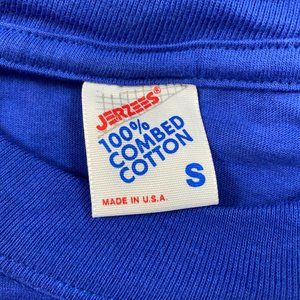 JERZEES®
100%
COMBED
COTTON
S
MADE IN U.S.A.